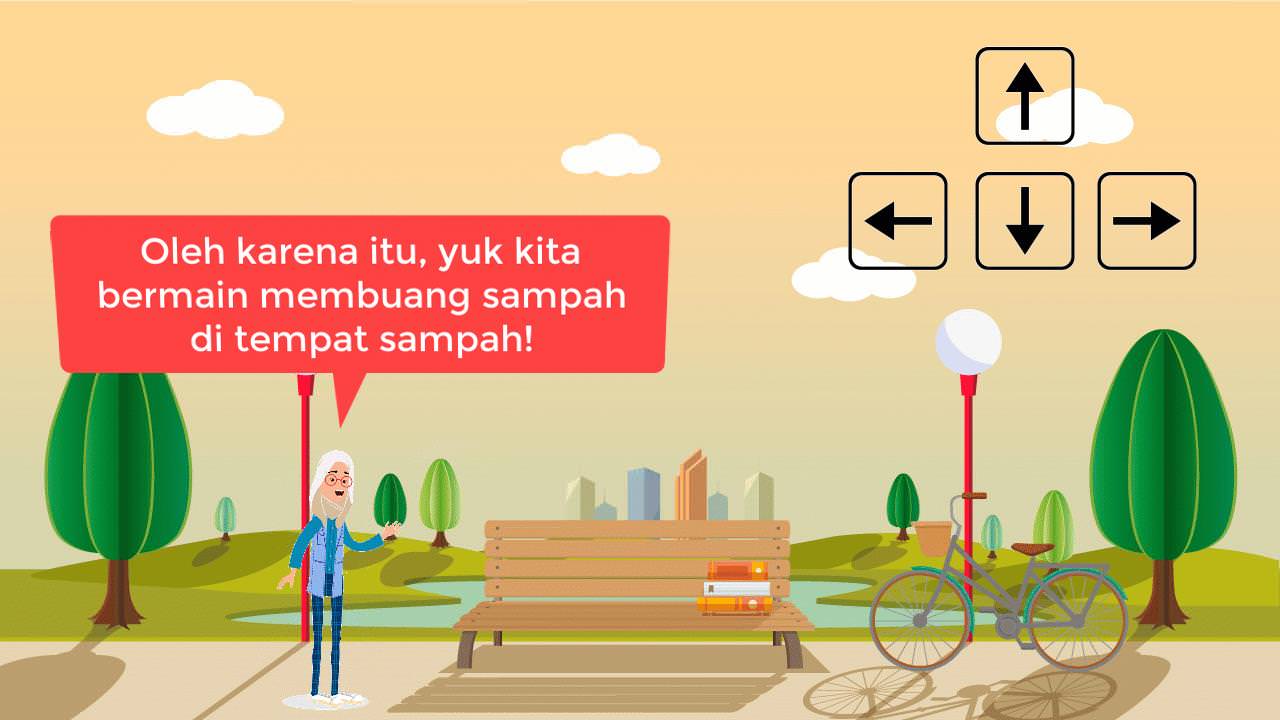 Oleh karena itu, yuk kita
bermain membuang sampah
di tempat sampah!